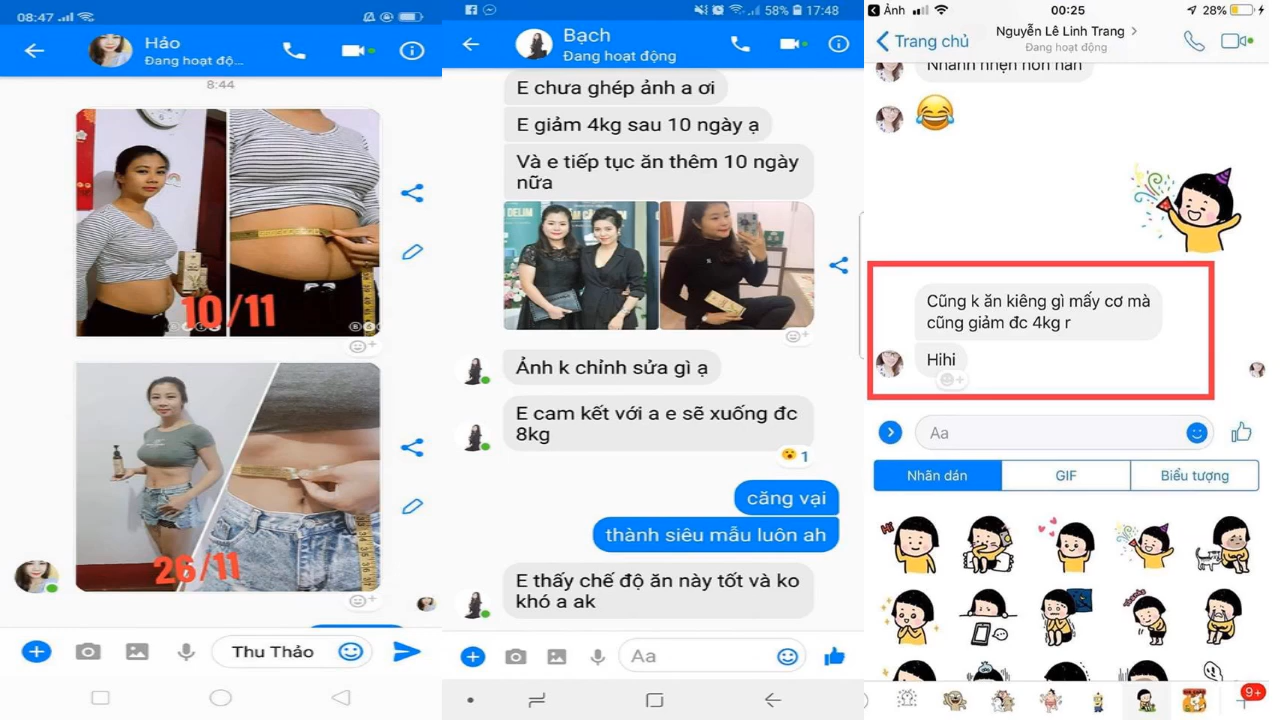 08:47
Hảo
Đang hoạt độ...
8:44
10/11
26/11
Thu Thảo
58% 17:48
Bạch
Đang hoạt động
E chưa ghép ảnh a ơi
E giảm 4kg sau 10 ngày ạ
Và e tiếp tục ăn thêm 10 ngày
nữa
DELIM
Ảnh k chỉnh sửa gì ạ
E cam kết với a e sẽ xuống đc
8kg
1
căng vại
thành siêu mẫu luôn ah
E thấy chế độ ăn này tốt và ko
khó a ak
Aa
Ảnh
00:25
28%
Trang chủ
Nguyễn Lê Linh Trang
Đang hoạt động
Nhanh nhẹn hơn hẳn
Cũng k ăn kiêng gì mấy cơ mà
cũng giảm đc 4kg r
Hihi
Aa
Nhãn dán
GIF
Biểu tượng
Hi
Thanks
9+